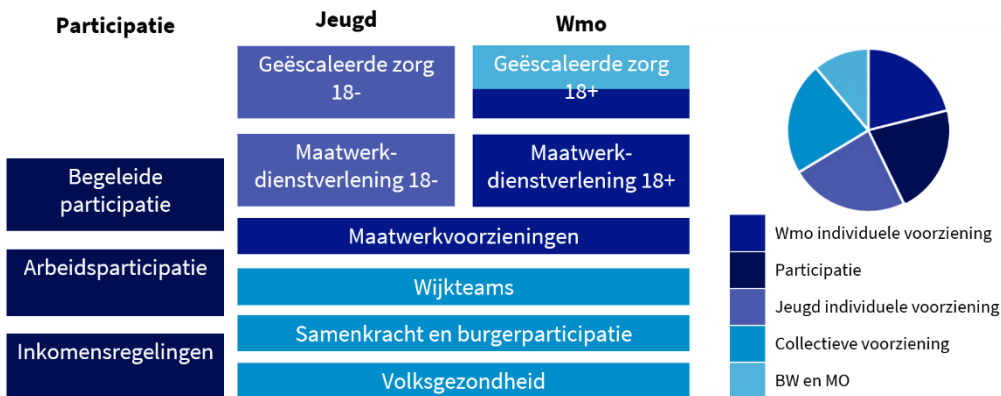 Participatie
Jeugd
Wmo
Geëscaleerde zorg
18-
Geëscaleerde zorg
18+
Begeleide
participatie
Maatwerk-
dienstverlening 18-
Maatwerk-
dienstverlening 18+
Maatwerkvoorzieningen
Arbeidsparticipatie
Wijkteams
Samenkracht en burgerparticipatie
Inkomensregelingen
Volksgezondheid
Wmo individuele voorziening
Participatie
Jeugd individuele voorziening
Collectieve voorziening
BW en MO